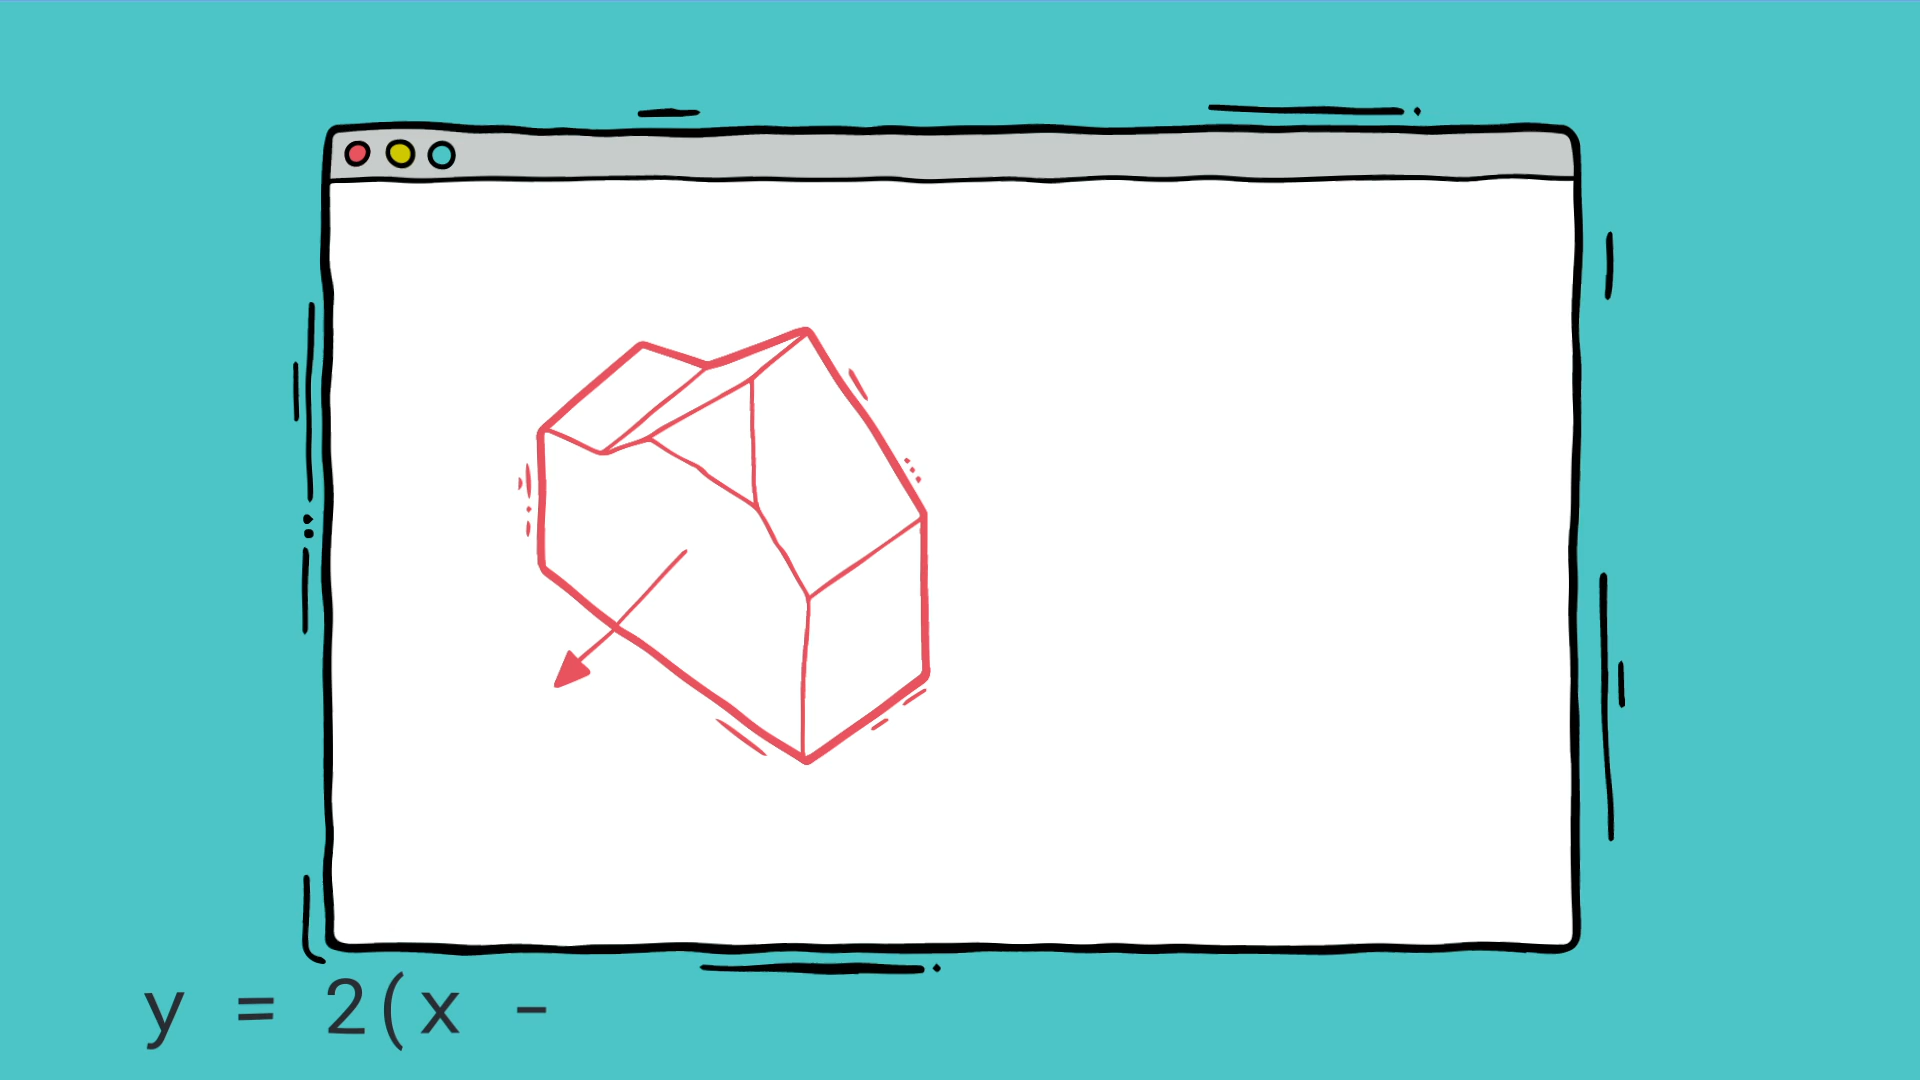 y = 2(x -